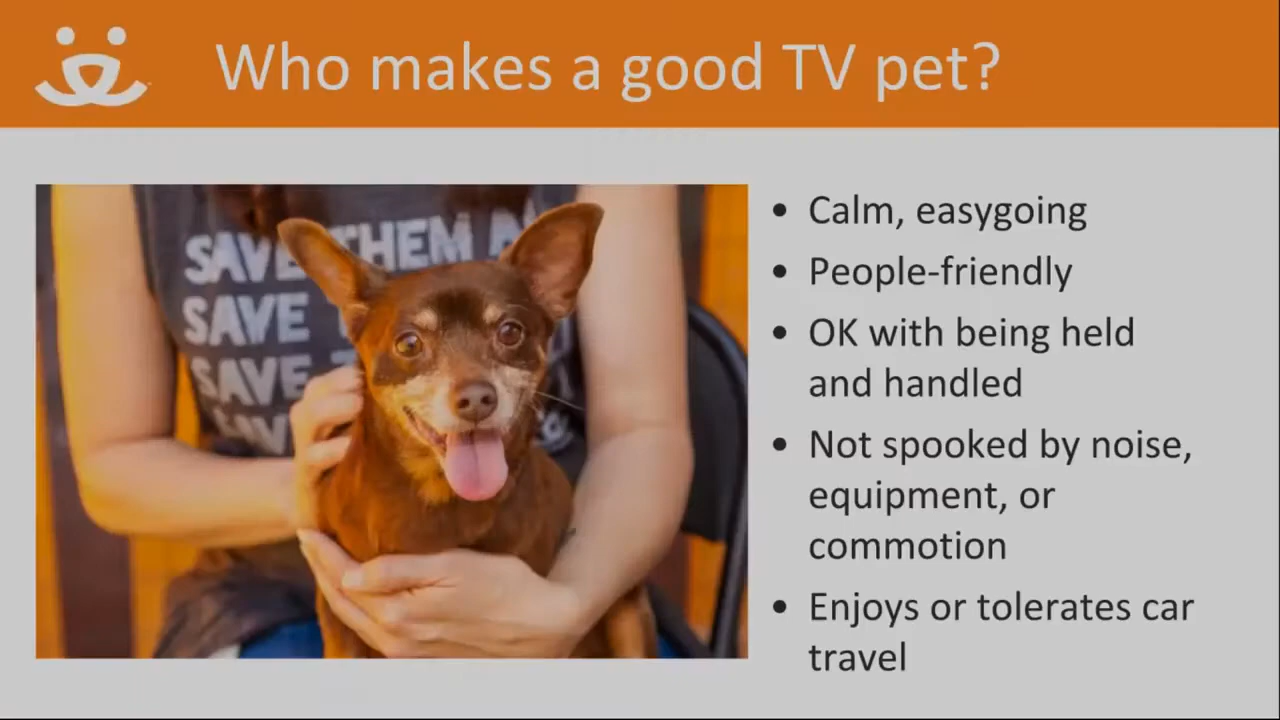 Who makes a good TV pet?
SAVE THEM A
SAVE
SAVE
• Calm, easygoing
• People-friendly
• OK with being held
and handled
• Not spooked by noise,
equipment, or
commotion
• Enjoys or tolerates car
travel